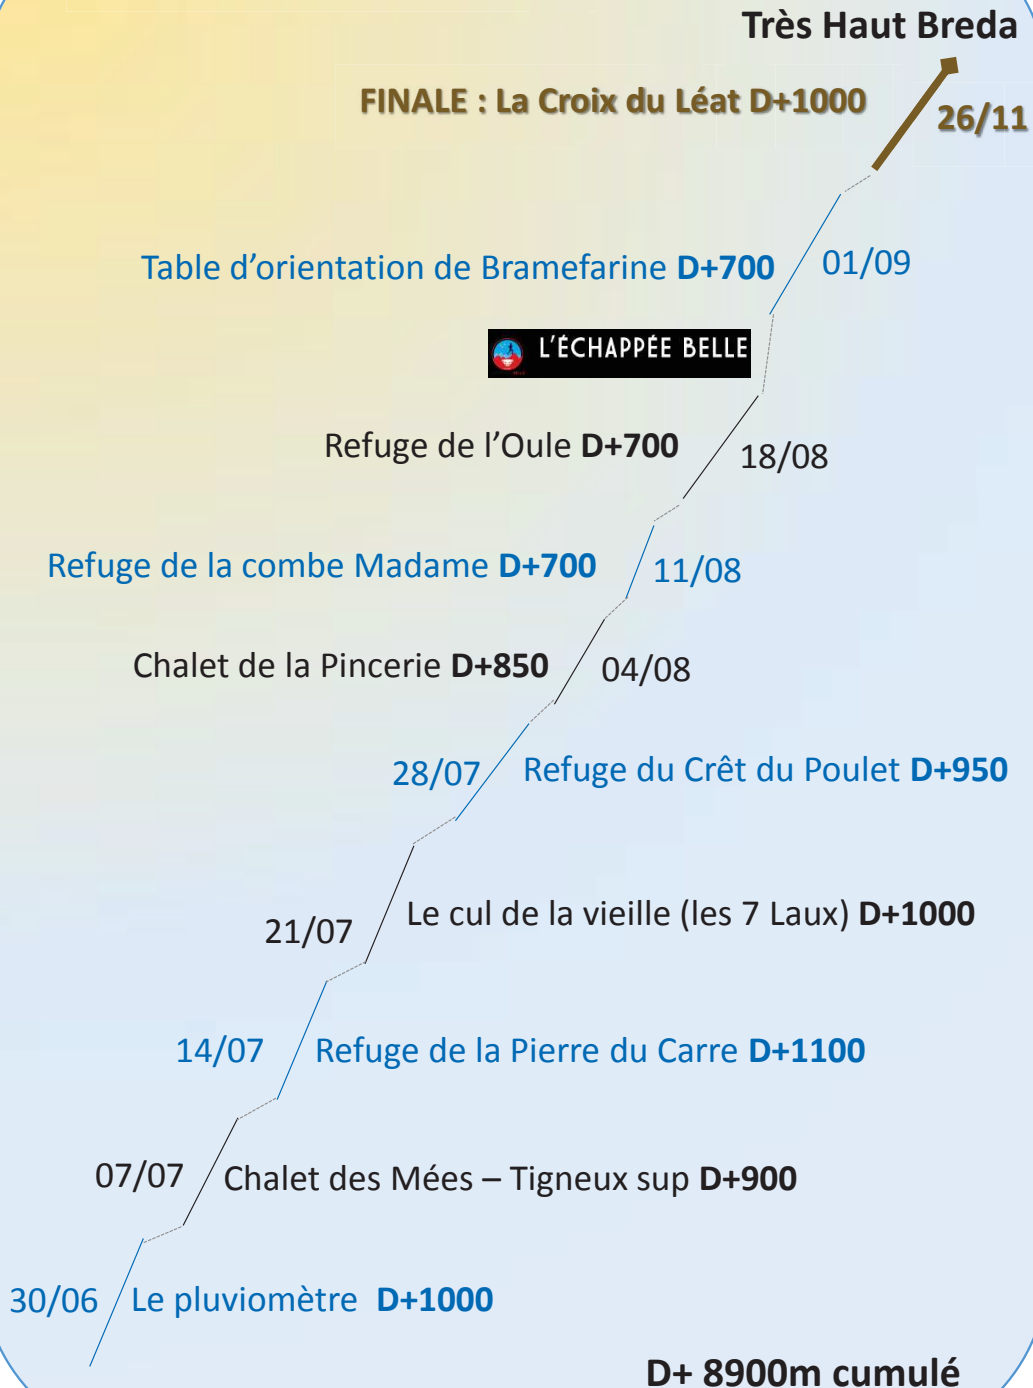 Très Haut Breda
FINALE : La Croix du Léat D+1000
26/11
Table d’orientation de Bramefarine D+700
01/09
L’ÉCHAPPÉE BELLE
Refuge de l’Oule D+700
18/08
Refuge de la combe Madame D+700
11/08
Chalet de la Pincerie D+850
04/08
28/07
Refuge du Crêt du Poulet D+950
21/07
Le cul de la vieille (les 7 Laux) D+1000
14/07
Refuge de la Pierre du Carre D+1100
07/07
Chalet des Mées – Tigneux sup D+900
30/06
Le pluviomètre D+1000
D+ 8900m cumulé